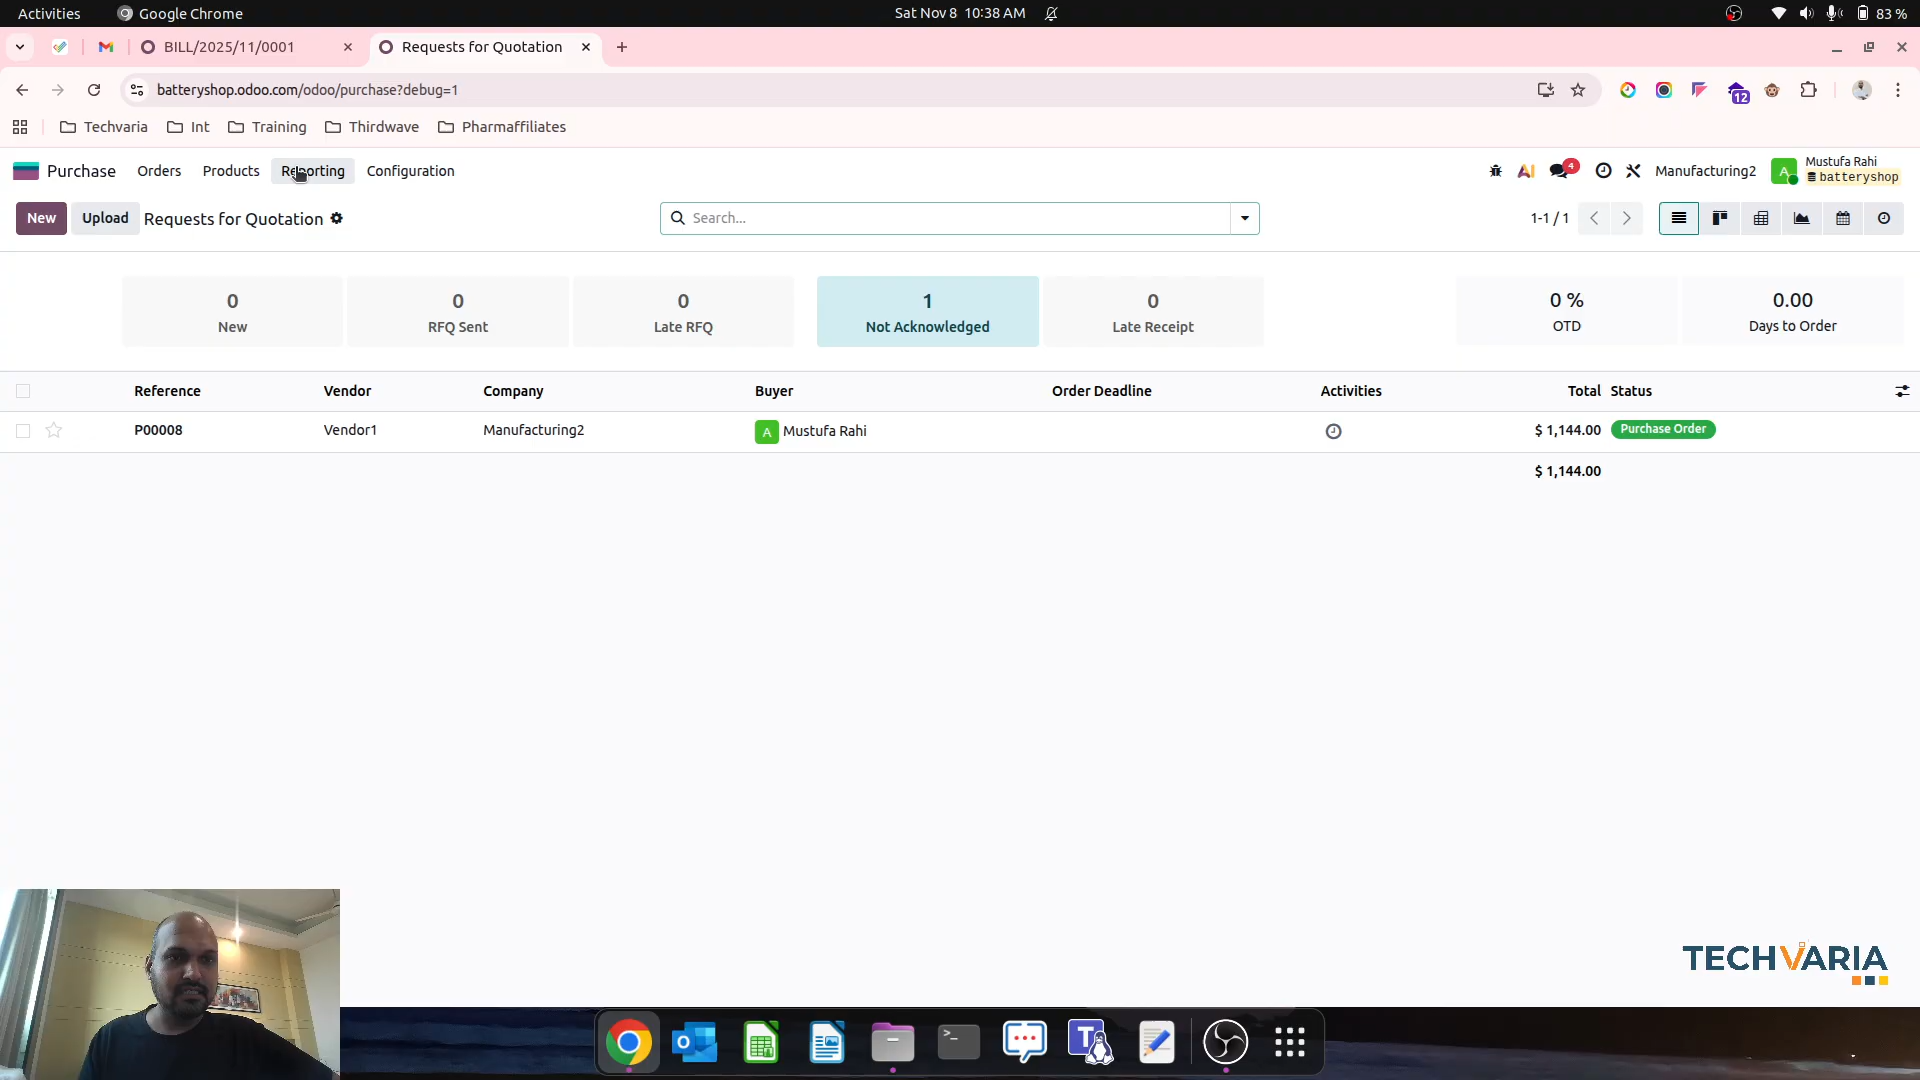 Activities Google Chrome Sat Nov 8 10:38 AM 83 %
BILL/2025/11/0001 Requests for Quotation
batteryshop.odoo.com/odoo/purchase?debug=1 12
Techvaria Int Training Thirdwave Pharmaffiliates
Purchase Orders Products Reporting Configuration 4 Manufacturing2 A Mustufa Rahi
batteryshop
New Upload Requests for Quotation Search... 1-1 / 1
0 0 0 1 0 0 % 0.00
New RFQ Sent Late RFQ Not Acknowledged Late Receipt OTD Days to Order
Reference Vendor Company Buyer Order Deadline Activities Total Status
P00008 Vendor1 Manufacturing2 A Mustufa Rahi $ 1,144.00 Purchase Order
$ 1,144.00
TECHVARIA